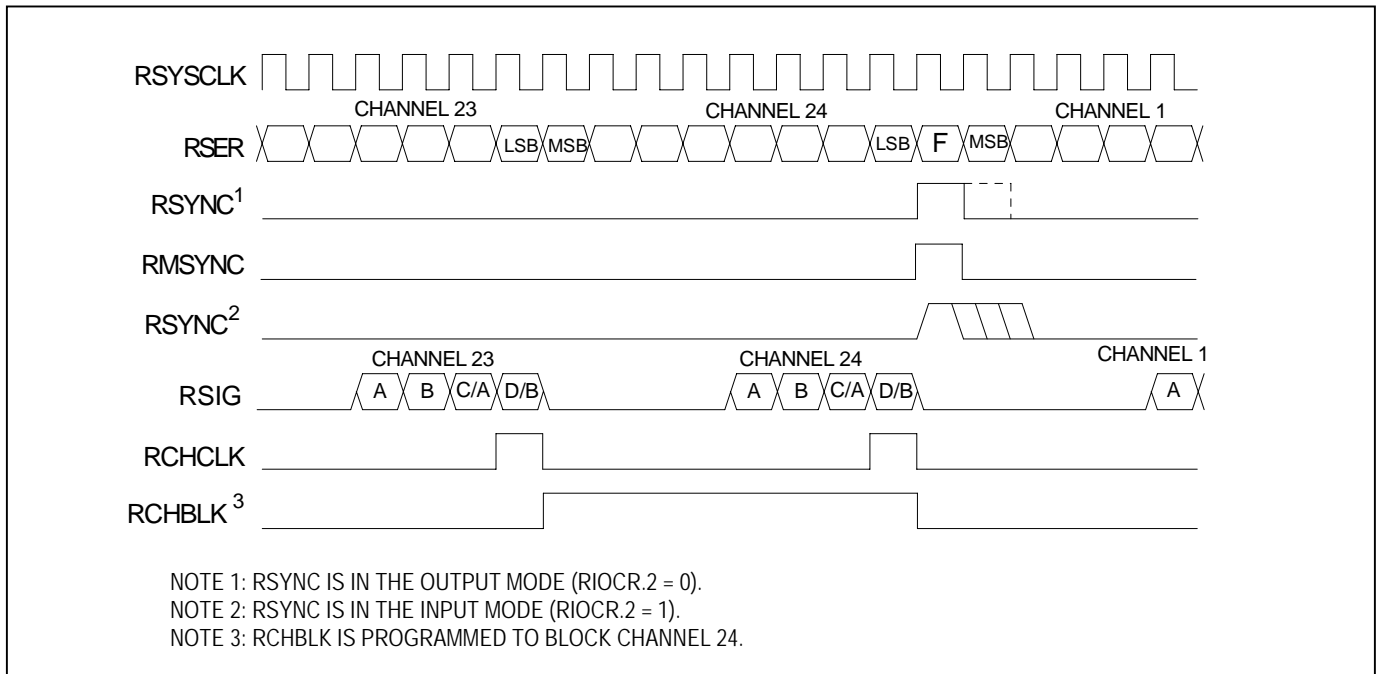 RSYSCLK
CHANNEL 23 CHANNEL 24 CHANNEL 1
RSER LSB MSB LSB F MSB
RSYNC1
RMSYNC
RSYNC2
CHANNEL 23 CHANNEL 24 CHANNEL 1
RSIG A B C/A D/B A B C/A D/B A
RCHCLK
RCHBLK 3
NOTE 1: RSYNC IS IN THE OUTPUT MODE (RIOCR.2 = 0).
NOTE 2: RSYNC IS IN THE INPUT MODE (RIOCR.2 = 1).
NOTE 3: RCHBLK IS PROGRAMMED TO BLOCK CHANNEL 24.